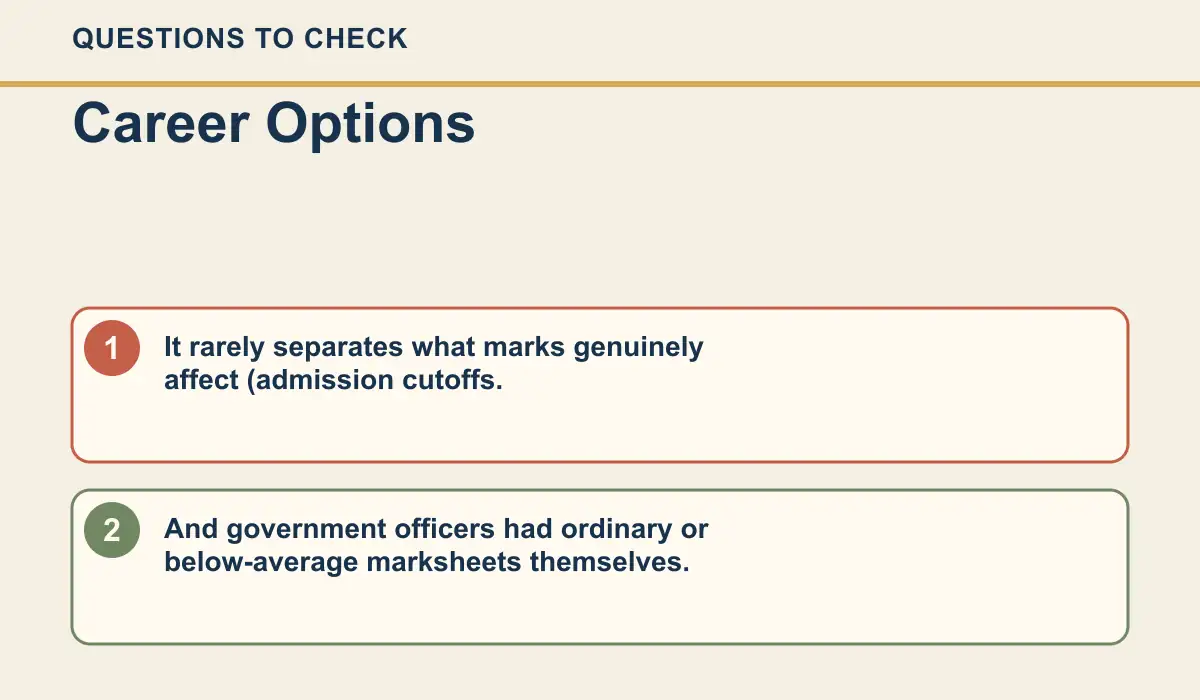 QUESTIONS TO CHECK
Career Options
1
It rarely separates what marks genuinely
affect (admission cutoffs.
2
And government officers had ordinary or
below-average marksheets themselves.